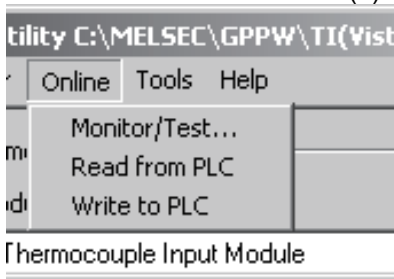 tility C:\MELSEC\GPPW\TI(Vist
Online Tools Help
Monitor/Test...
Read from PLC
Write to PLC
Thermocouple Input Module